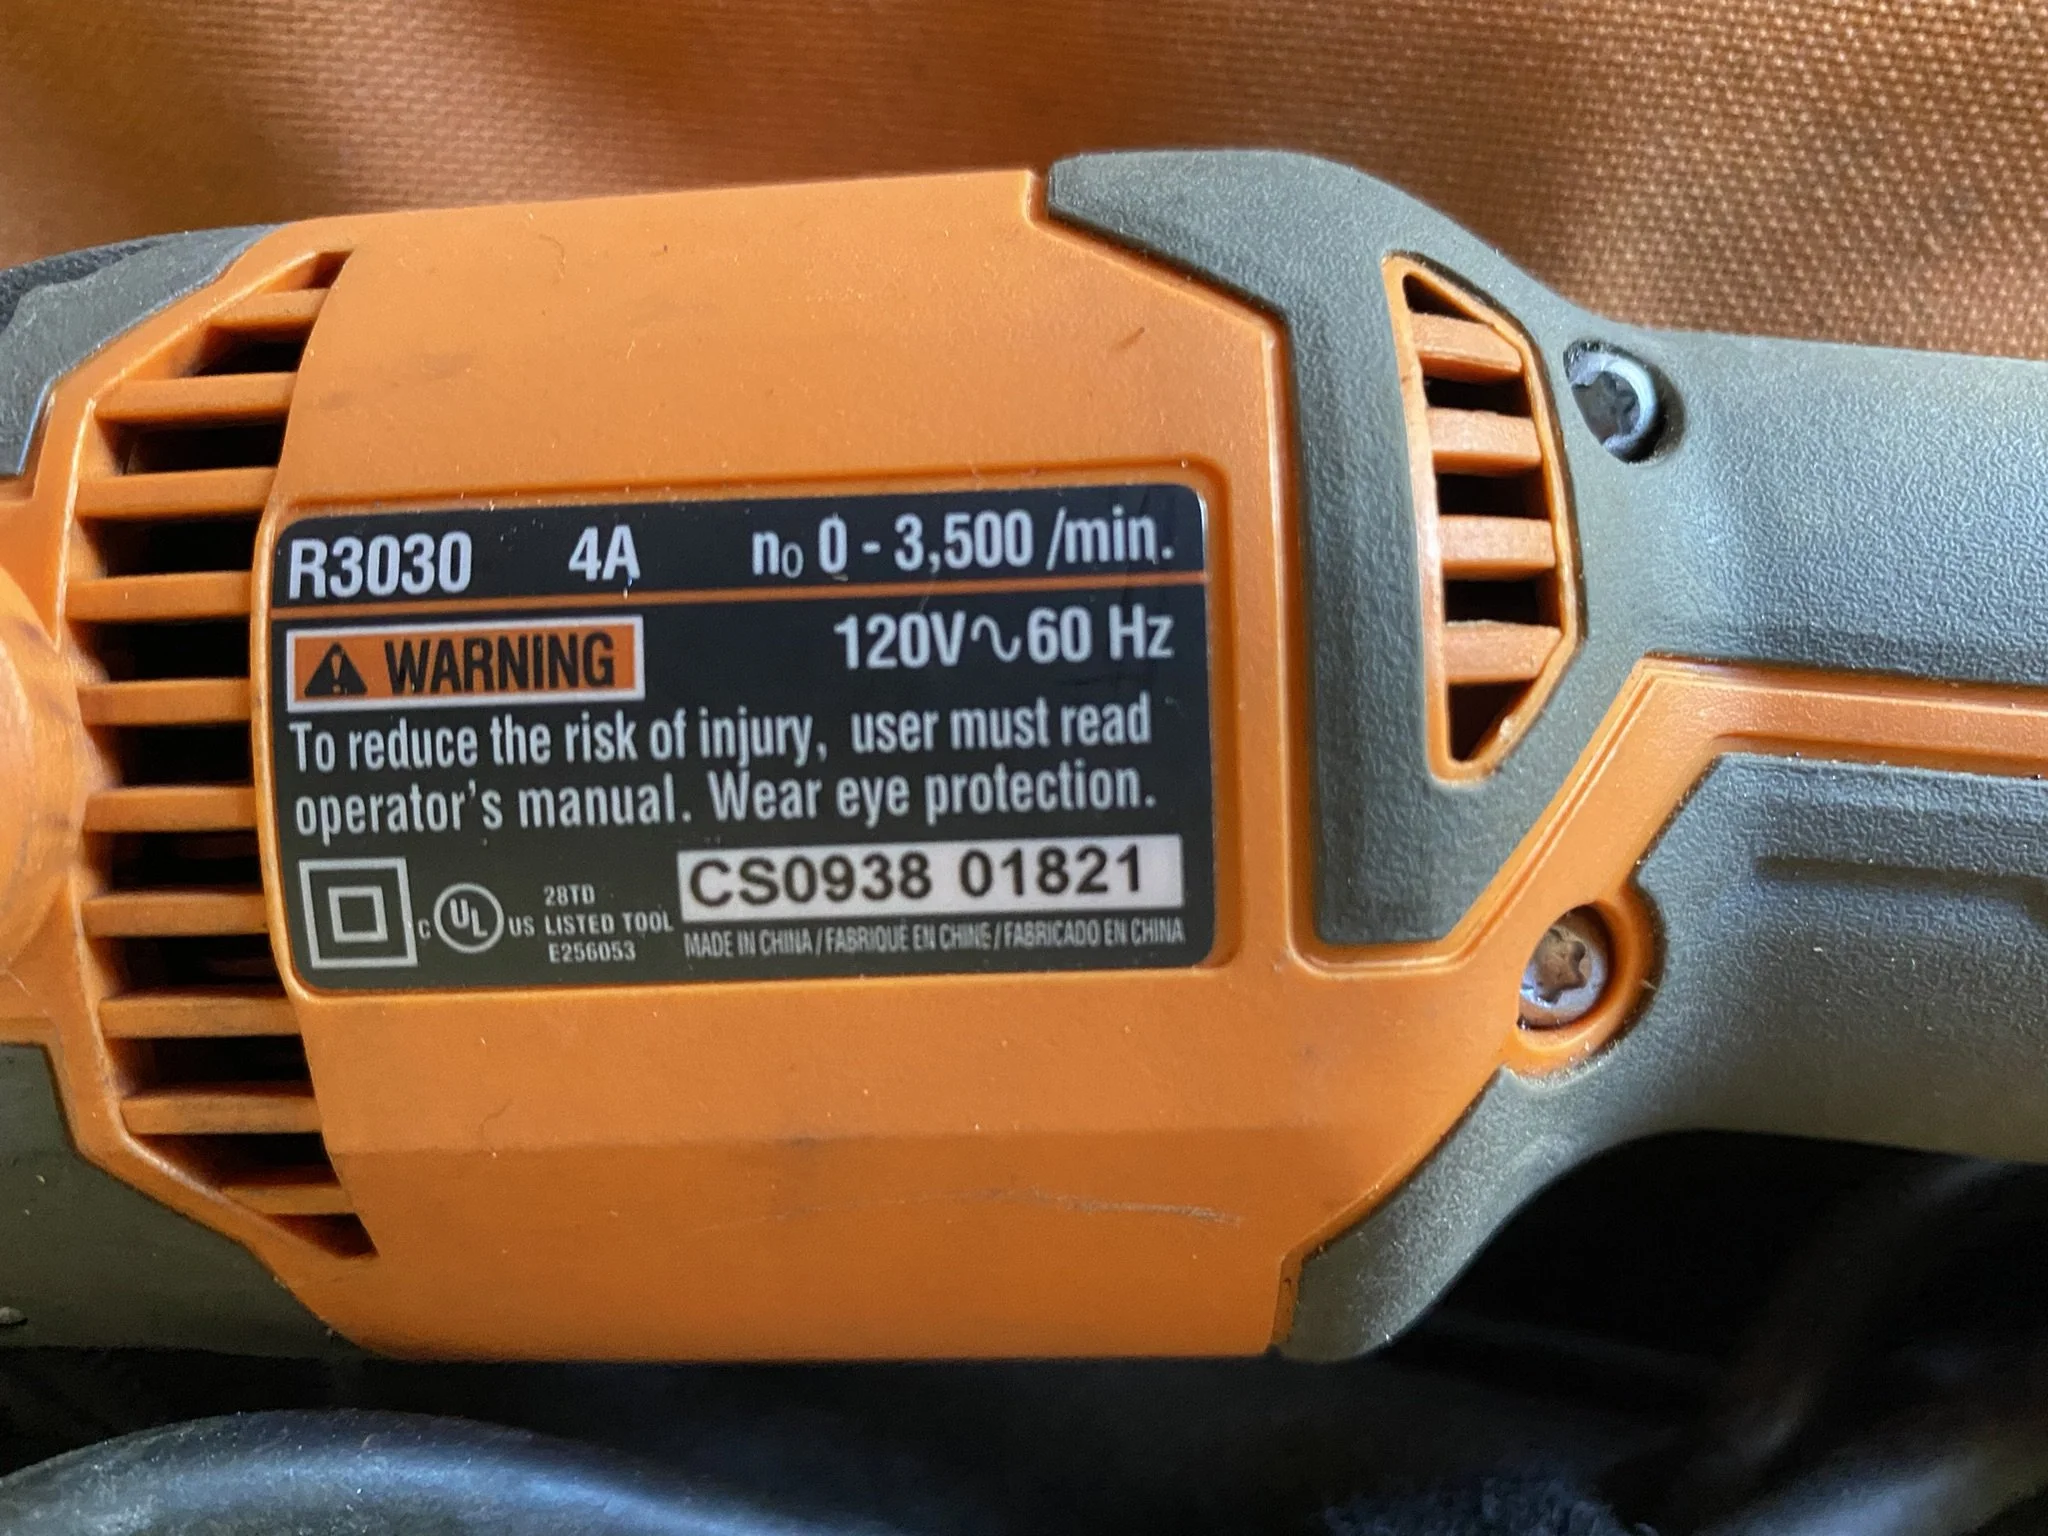 R3030 4A n₀ 0 - 3,500 /min.
WARNING 120V∿60 Hz
To reduce the risk of injury, user must read
operator's manual. Wear eye protection.
CS0938 01821
28TD
C UL US LISTED TOOL
E256053
MADE IN CHINA / FABRIQUÉ EN CHINE / FABRICADO EN CHINA